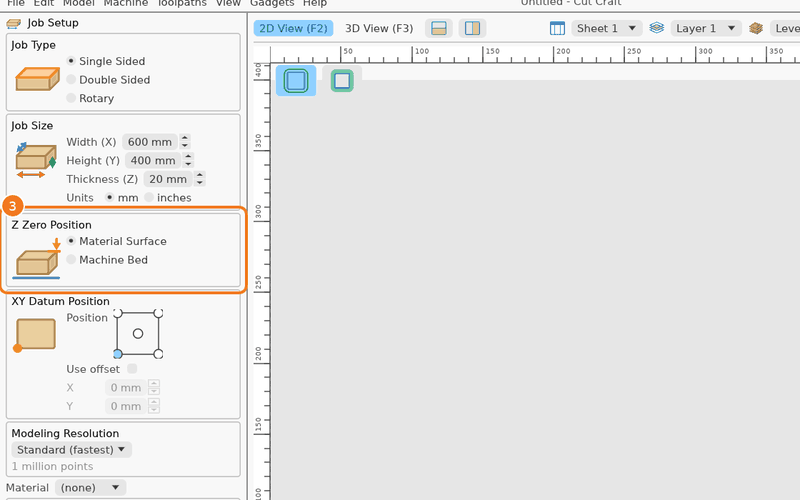 File Edit Model Machine Toolpaths View Gadgets Help
Untitled - Cut Craft
Job Setup
2D View (F2)
3D View (F3)
Sheet 1
Layer 1
Leve
Job Type
Single Sided
Double Sided
Rotary
50
100
150
200
250
300
350
400
350
300
250
200
150
100
Job Size
Width (X) 600 mm
Height (Y) 400 mm
Thickness (Z) 20 mm
Units mm inches
3
Z Zero Position
Material Surface
Machine Bed
XY Datum Position
Position
Use offset
X 0 mm
Y 0 mm
Modeling Resolution
Standard (fastest)
1 million points
Material (none)